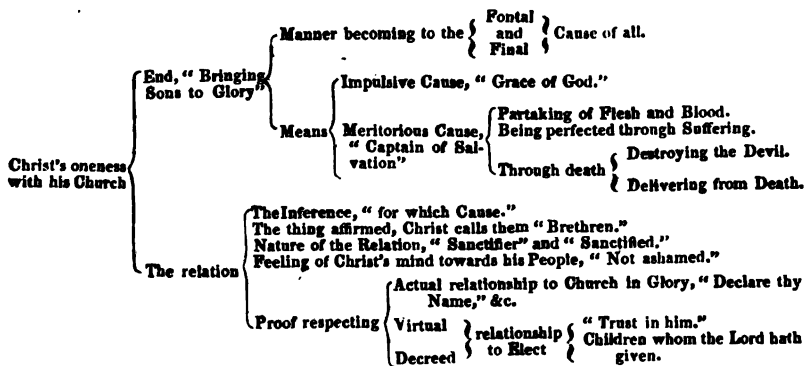 Fontal
Manner becoming to the and Cause of all.
Final
End, “ Bringing
Sons to Glory”
Impulsive Cause, “ Grace of God.”
Means
Meritorious Cause,
“ Captain of Sal-
vation”
Partaking of Flesh and Blood.
Being perfected through Suffering.
Through death
Destroying the Devil.
Delivering from Death.
Christ's oneness
with his Church
The relation
The Inference, “ for which Cause.”
The thing affirmed, Christ calls them “ Brethren.”
Nature of the Relation, “ Sanctifier” and “ Sanctified.”
Feeling of Christ's mind towards his People, “ Not ashamed.”
Proof respecting
Actual relationship to Church in Glory, “ Declare thy
Name,” &c.
Virtual
Decreed
relationship
to Elect
“ Trust in him.”
Children whom the Lord hath
given.